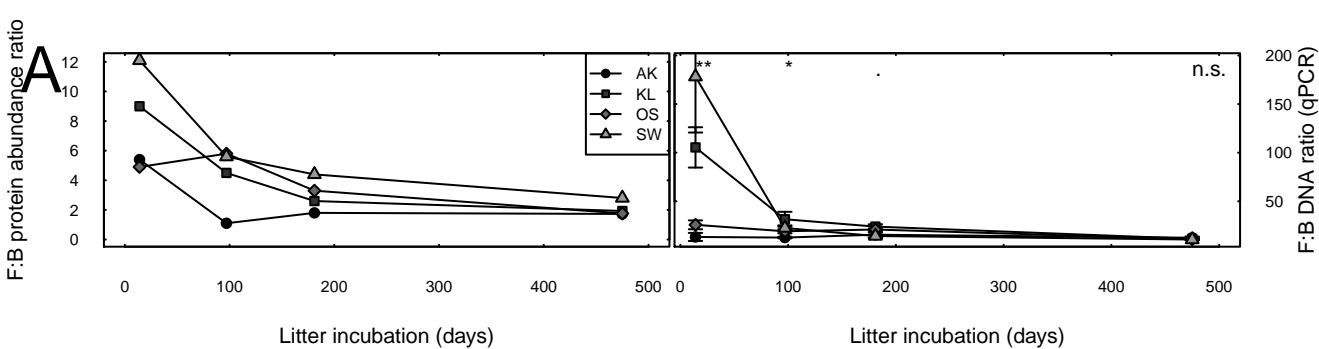 A
F:B protein abundance ratio
12
10
8
6
4
2
0
AK
KL
OS
SW
0 100 200 300 400 500
Litter incubation (days)
** * . n.s.
200
150
100
50
F:B DNA ratio (qPCR)
0 100 200 300 400 500
Litter incubation (days)